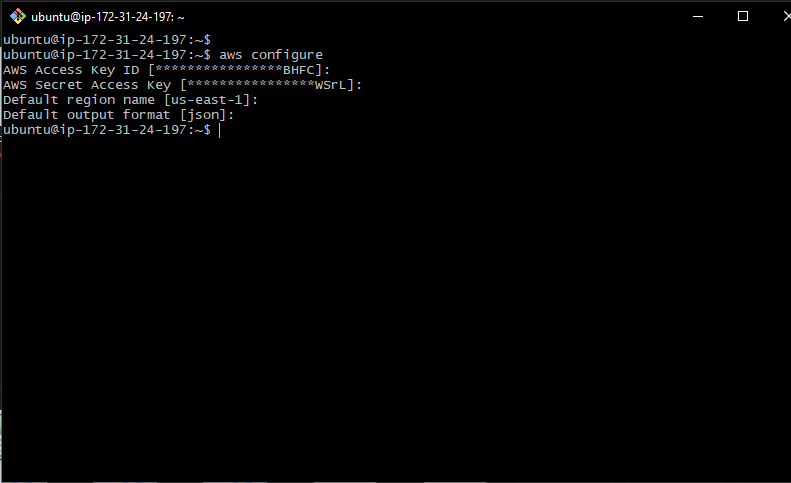 ubuntu@ip-172-31-24-197: ~
ubuntu@ip-172-31-24-197:~$
ubuntu@ip-172-31-24-197:~$ aws configure
AWS Access Key ID [****************BHFC]:
AWS Secret Access Key [****************WSrL]:
Default region name [us-east-1]:
Default output format [json]:
ubuntu@ip-172-31-24-197:~$